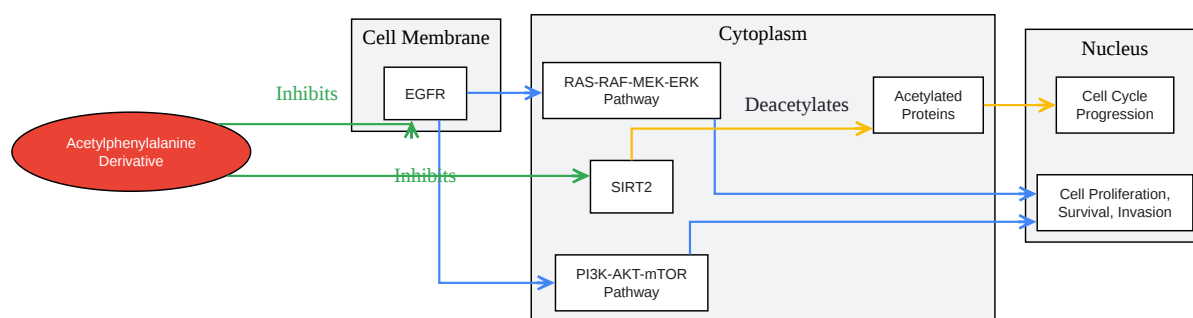 Cell Membrane
Cytoplasm
Nucleus
EGFR
RAS-RAF-MEK-ERK
Pathway
Acetylated
Proteins
Cell Cycle
Progression
Inhibits
Deacetylates
Acetylphenylalanine
Derivative
Inhibits
SIRT2
Cell Proliferation,
Survival, Invasion
PI3K-AKT-mTOR
Pathway